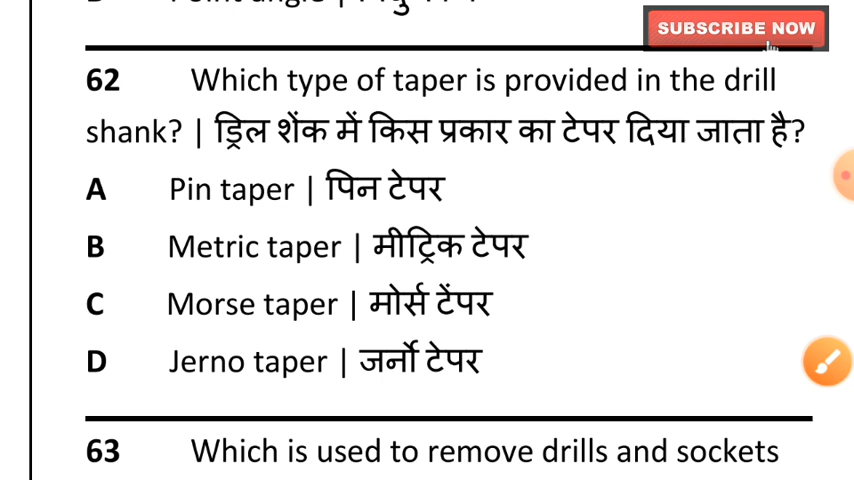 SUBSCRIBE NOW
62 Which type of taper is provided in the drill
shank? | ड्रिल शेंक में किस प्रकार का टेपर दिया जाता है?
A Pin taper | पिन टेपर
B Metric taper | मीट्रिक टेपर
C Morse taper | मोर्स टेंपर
D Jerno taper | जर्नो टेपर
63 Which is used to remove drills and sockets